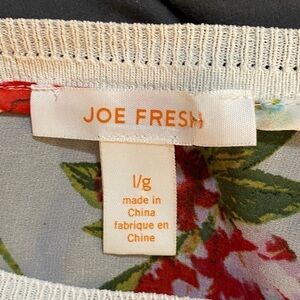 JOE FRESH
l/g
made in
China
fabrique en
Chine